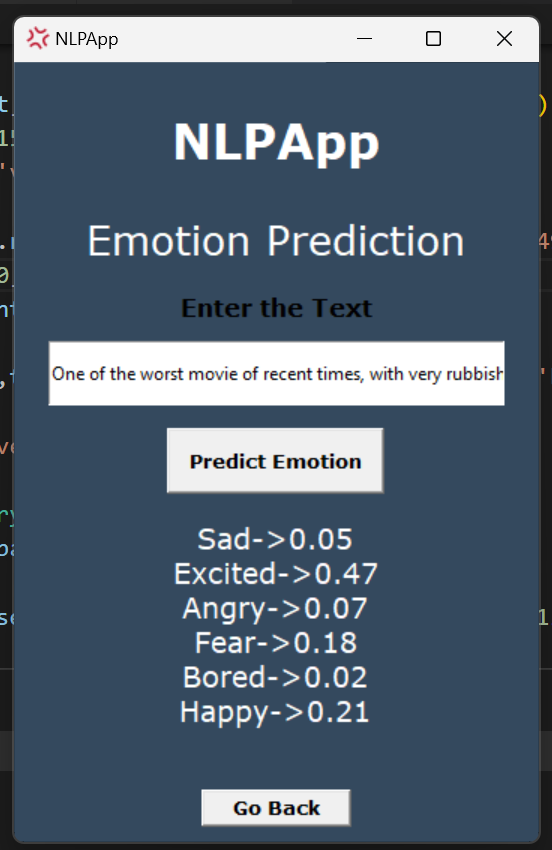 NLPApp
NLPApp
Emotion Prediction
Enter the Text
One of the worst movie of recent times, with very rubbish
Predict Emotion
Sad->0.05
Excited->0.47
Angry->0.07
Fear->0.18
Bored->0.02
Happy->0.21
Go Back